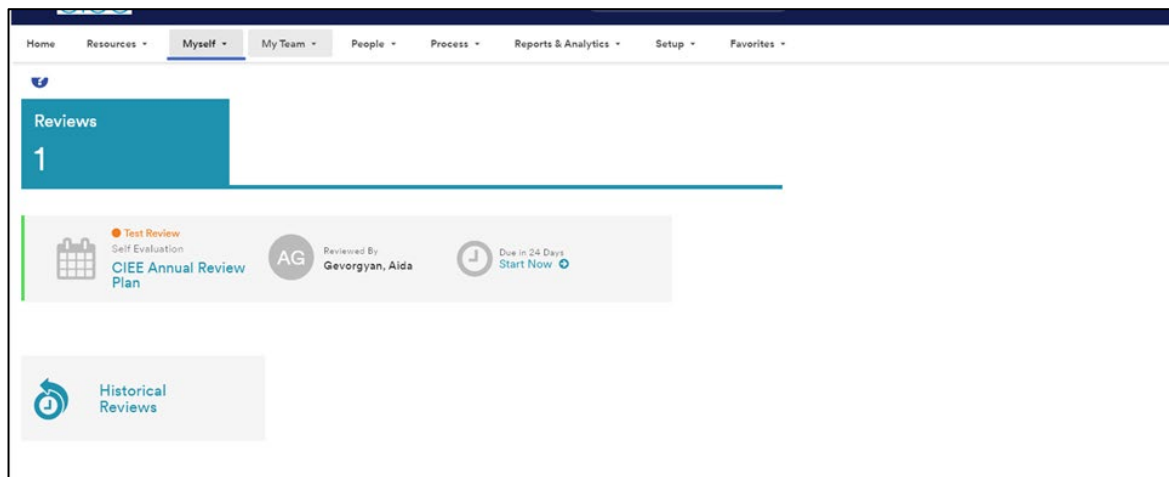 Home Resources Myself My Team People Process Reports & Analytics Setup Favorites
Reviews
1
Test Review
Self Evaluation
CIEE Annual Review
Plan
AG
Reviewed By
Gevorgyan, Aida
Due in 24 Days
Start Now
Historical
Reviews